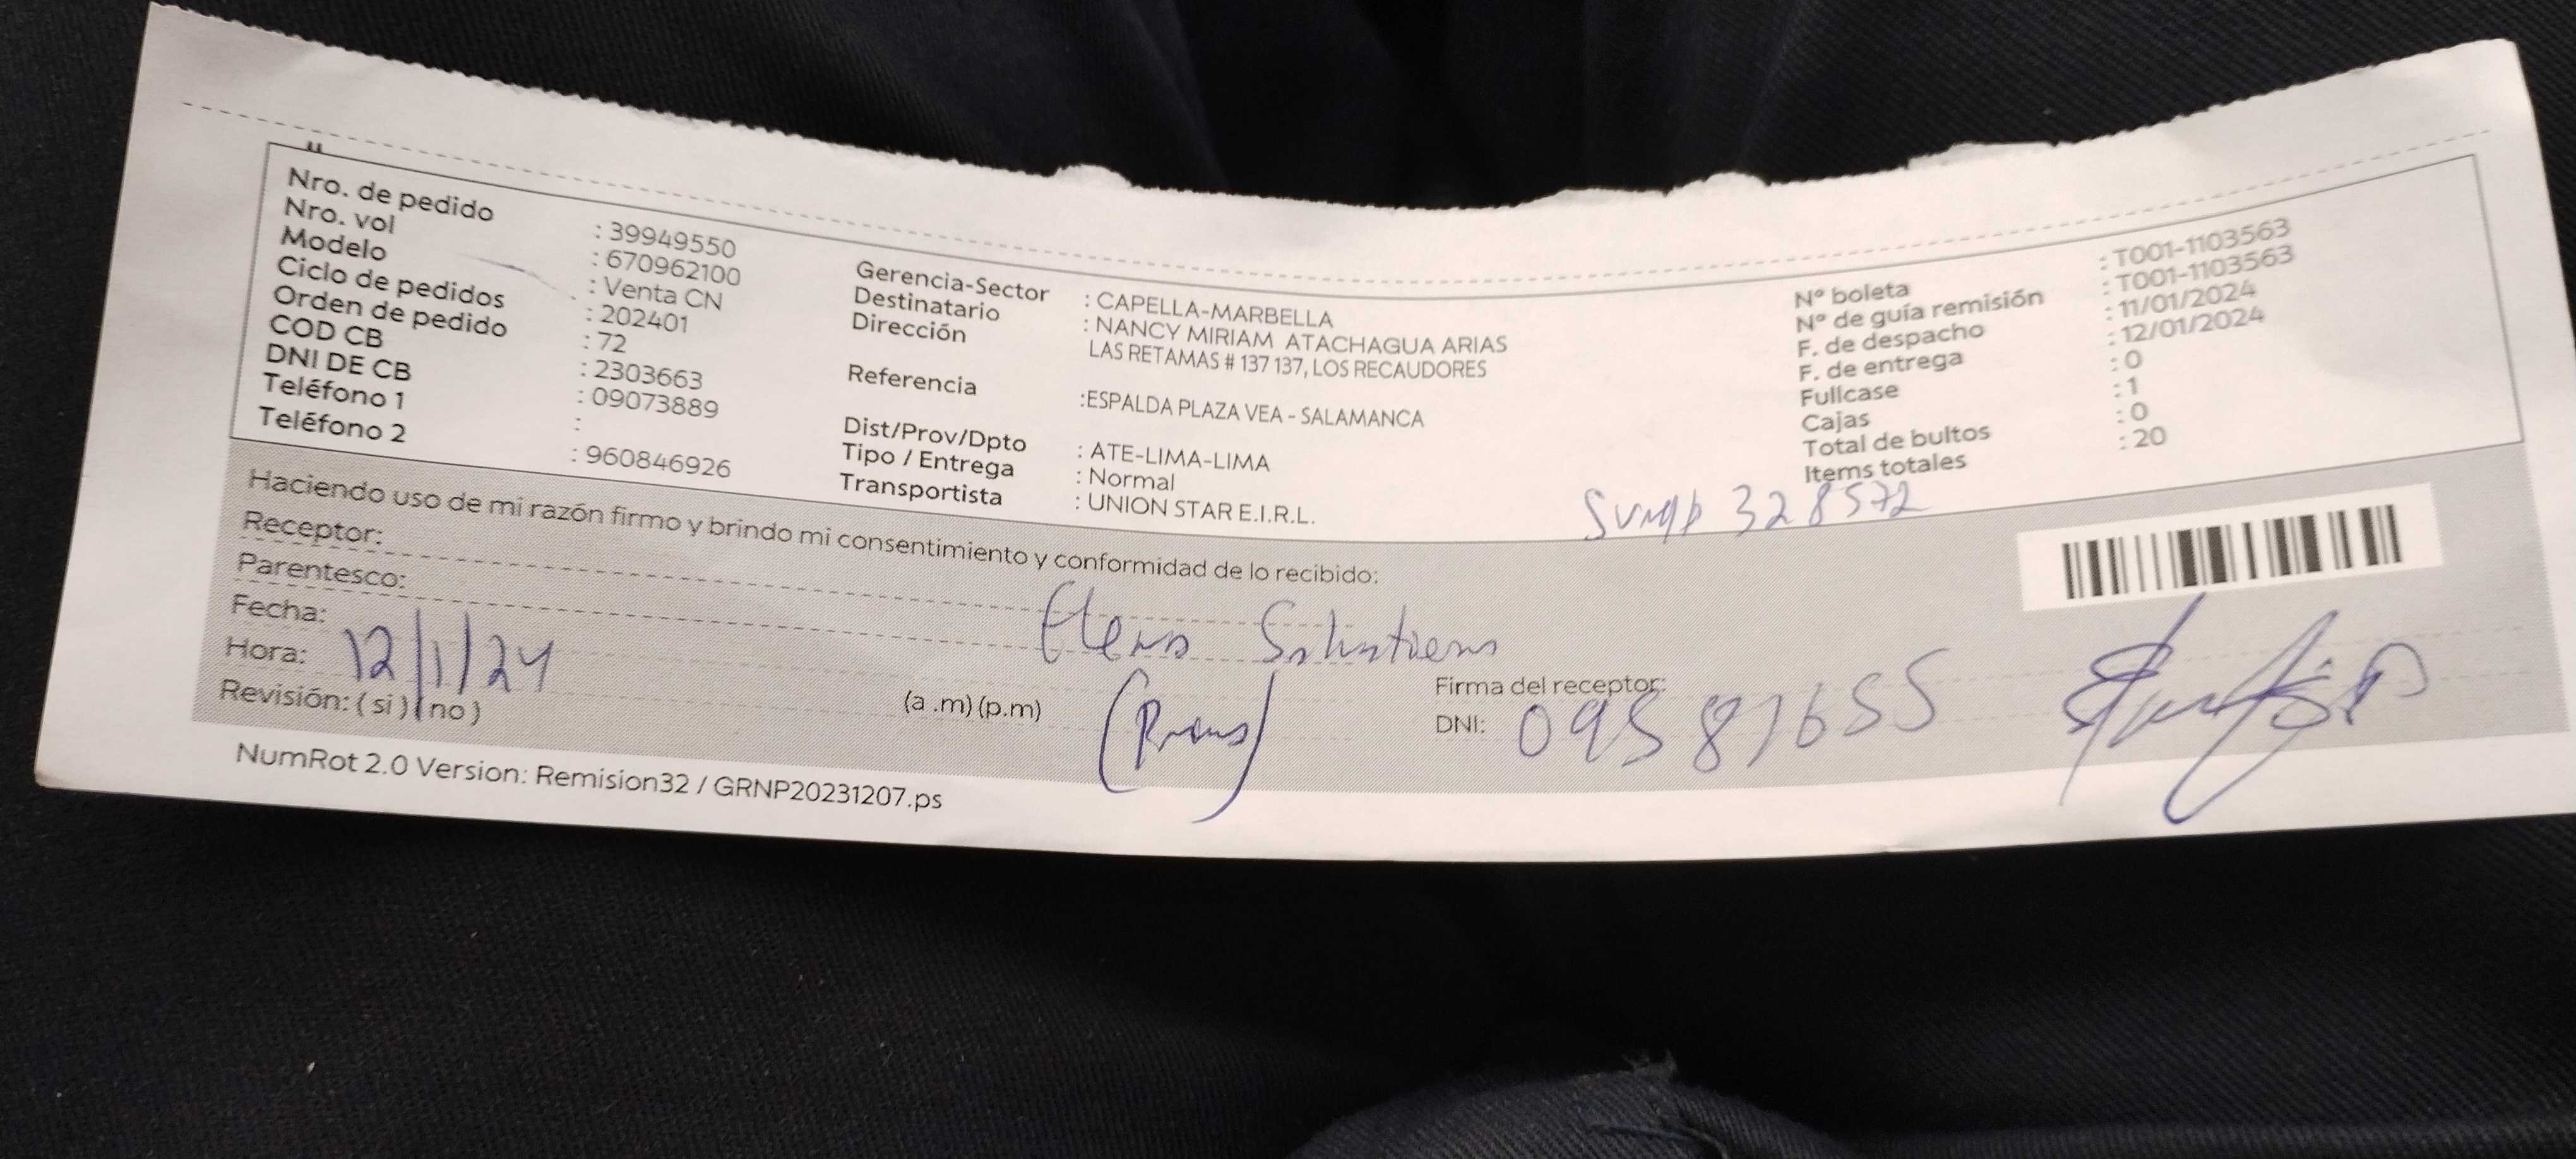 Nro. de pedido : 39949550
Nro. vol : 670962100
Modelo : Venta CN
Ciclo de pedidos : 202401
Orden de pedido : 72
COD CB : 2303663
DNI DE CB : 09073889
Teléfono 1 :
Teléfono 2 : 960846926
Gerencia-Sector : CAPELLA-MARBELLA
Destinatario : NANCY MIRIAM ATACHAGUA ARIAS
Dirección LAS RETAMAS # 137 137, LOS RECAUDORES
Referencia :ESPALDA PLAZA VEA - SALAMANCA
Dist/Prov/Dpto : ATE-LIMA-LIMA
Tipo / Entrega : Normal
Transportista : UNION STAR E.I.R.L.
N° boleta : T001-1103563
N° de guía remisión : T001-1103563
F. de despacho : 11/01/2024
F. de entrega : 12/01/2024
Fullcase : 0
Cajas : 1
Total de bultos : 0
Items totales : 20
328572
Haciendo uso de mi razón firmo y brindo mi consentimiento y conformidad de lo recibido:
Receptor:
Parentesco: Elena
Fecha: 12/1/24
Hora: (a .m) (p.m)
Revisión: ( si ) ( no )
Firma del receptor:
DNI: 09587655
NumRot 2.0 Version: Remision32 / GRNP20231207.ps